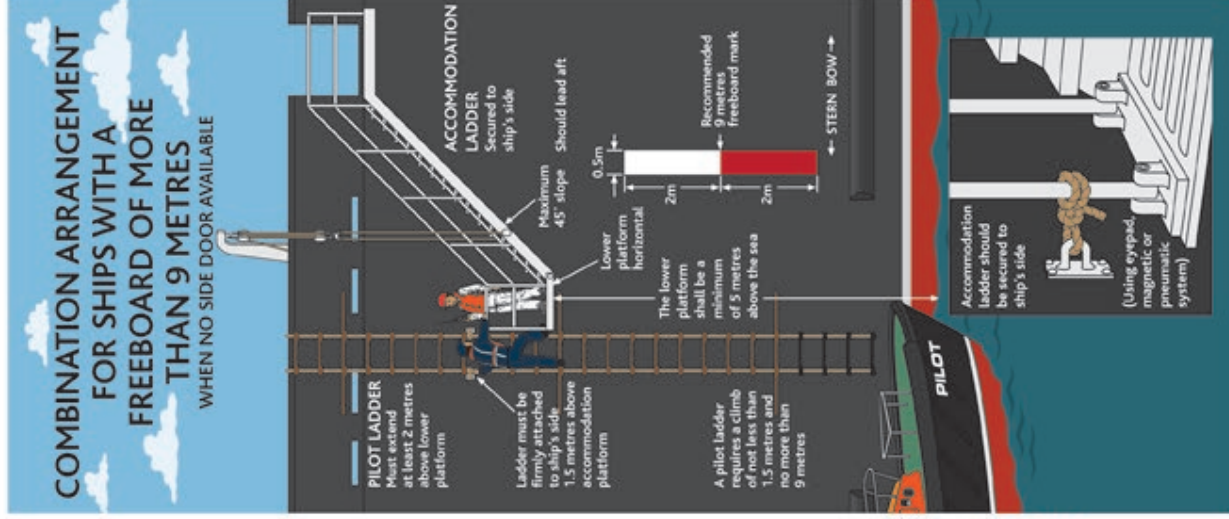 COMBINATION ARRANGEMENT
FOR SHIPS WITH A
FREEBOARD OF MORE
THAN 9 METRES
WHEN NO SIDE DOOR AVAILABLE
PILOT LADDER
Must extend
at least 2 metres
above lower
platform
Ladder must be
firmly attached
to ship's side
1.5 metres above
accommodation
platform
A pilot ladder
requires a climb
of not less than
1.5 metres and
no more than
9 metres
ACCOMMODATION
LADDER
Secured to
ship's side
Should lead aft
Maximum
45° slope
Lower
platform
horizontal
The lower
platform
shall be a
minimum
of 5 metres
above the sea
0.5m
2m
2m
Recommended
9 metres
freeboard mark
← STERN BOW →
PILOT
Accommodation
ladder should
be secured to
ship's side
(Using eyepad,
magnetic or
pneumatic
system)